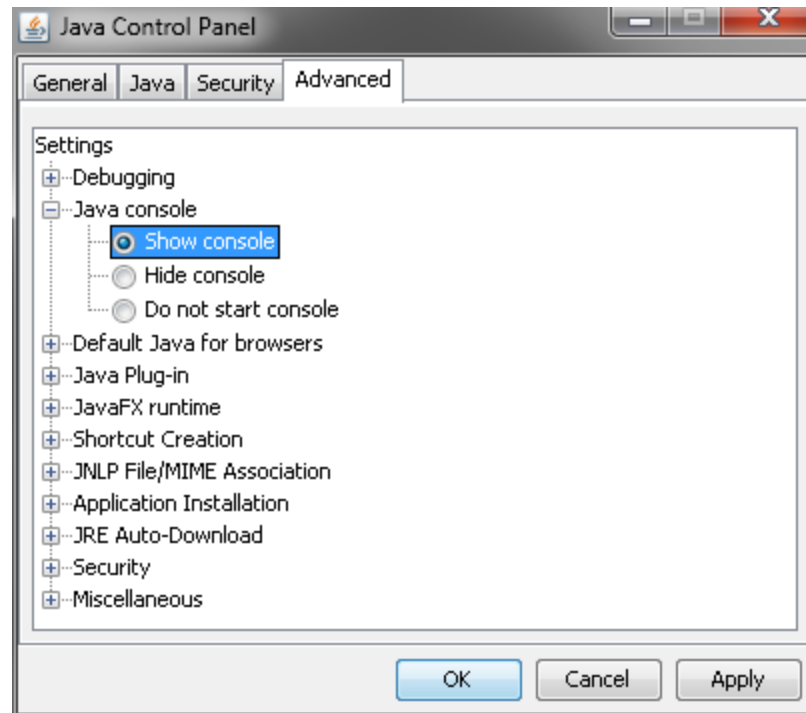 Java Control Panel
General Java Security Advanced
Settings
Debugging
Java console
Show console
Hide console
Do not start console
Default Java for browsers
Java Plug-in
JavaFX runtime
Shortcut Creation
JNLP File/MIME Association
Application Installation
JRE Auto-Download
Security
Miscellaneous
OK Cancel Apply